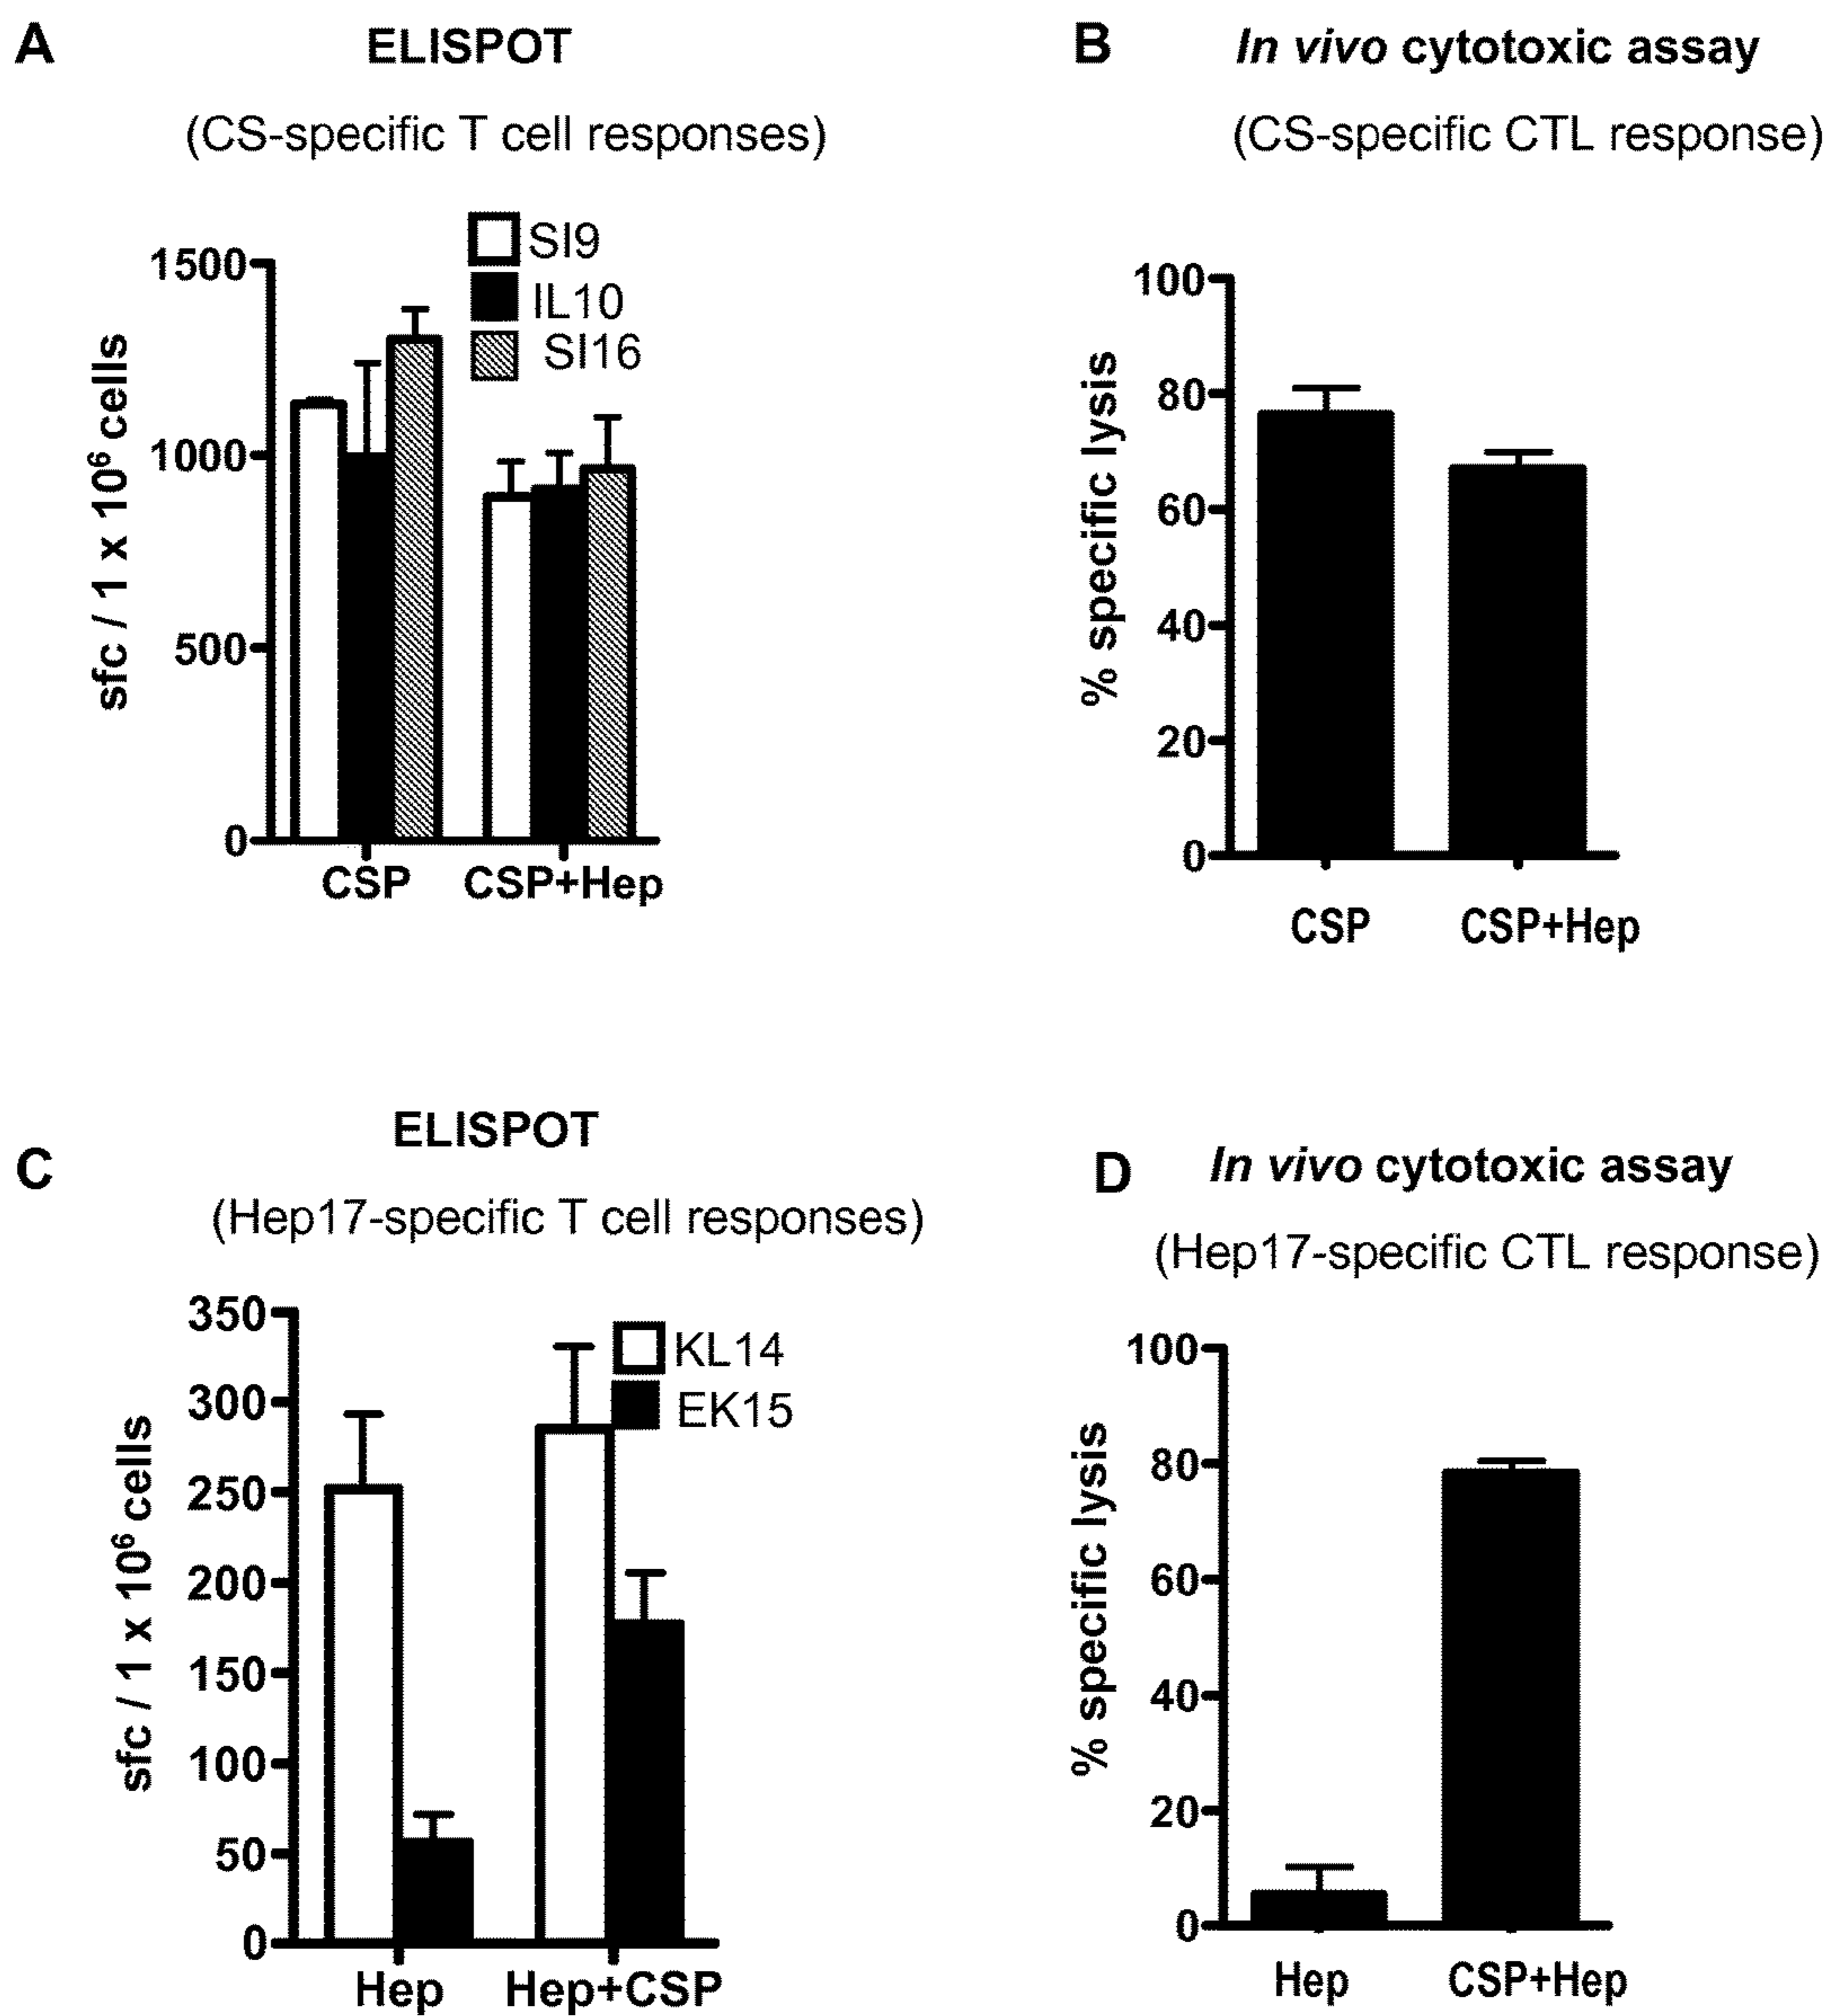 A
ELISPOT
(CS-specific T cell responses)
SI9
IL10
SI16
1500
1000
500
0
sfc / 1 x 10⁶ cells
CSP
CSP+Hep
B
In vivo cytotoxic assay
(CS-specific CTL response)
100
80
60
40
20
0
% specific lysis
CSP
CSP+Hep
C
ELISPOT
(Hep17-specific T cell responses)
KL14
EK15
350
300
250
200
150
100
50
0
sfc / 1 x 10⁶ cells
Hep
Hep+CSP
D
In vivo cytotoxic assay
(Hep17-specific CTL response)
100
80
60
40
20
0
% specific lysis
Hep
CSP+Hep